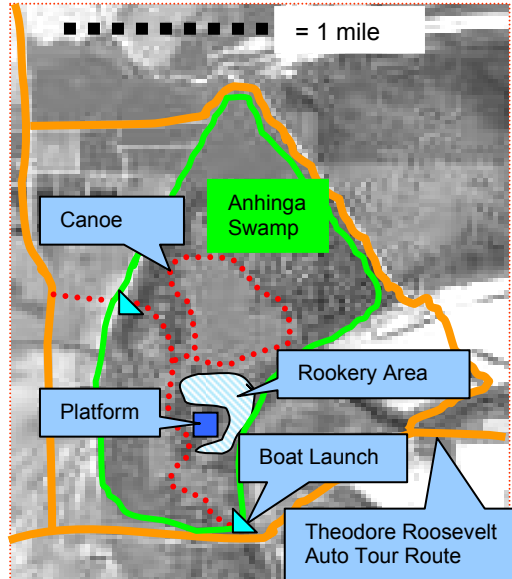 = 1 mile
Canoe
Anhinga
Swamp
Rookery Area
Platform
Boat Launch
Theodore Roosevelt
Auto Tour Route